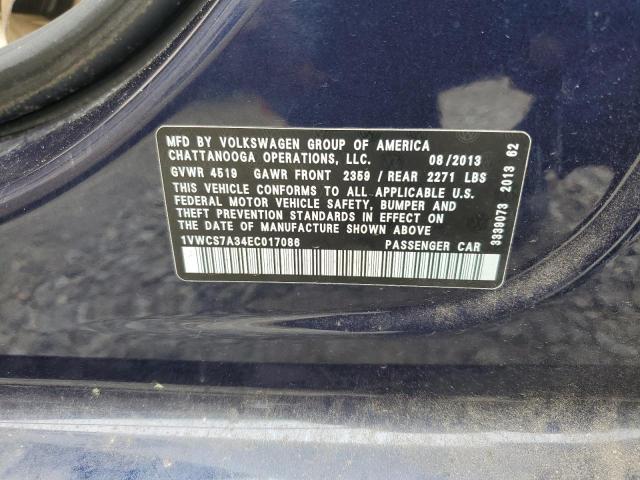 MFD BY VOLKSWAGEN GROUP OF AMERICA
CHATTANOOGA OPERATIONS, LLC. 08/2013
GVWR 4519 GAWR FRONT 2359 / REAR 2271 LBS
THIS VEHICLE CONFORMS TO ALL APPLICABLE U.S.
FEDERAL MOTOR VEHICLE SAFETY, BUMPER AND
THEFT PREVENTION STANDARDS IN EFFECT ON
THE DATE OF MANUFACTURE SHOWN ABOVE
1VWCS7A34EC017086 PASSENGER CAR
3339073 2013 62